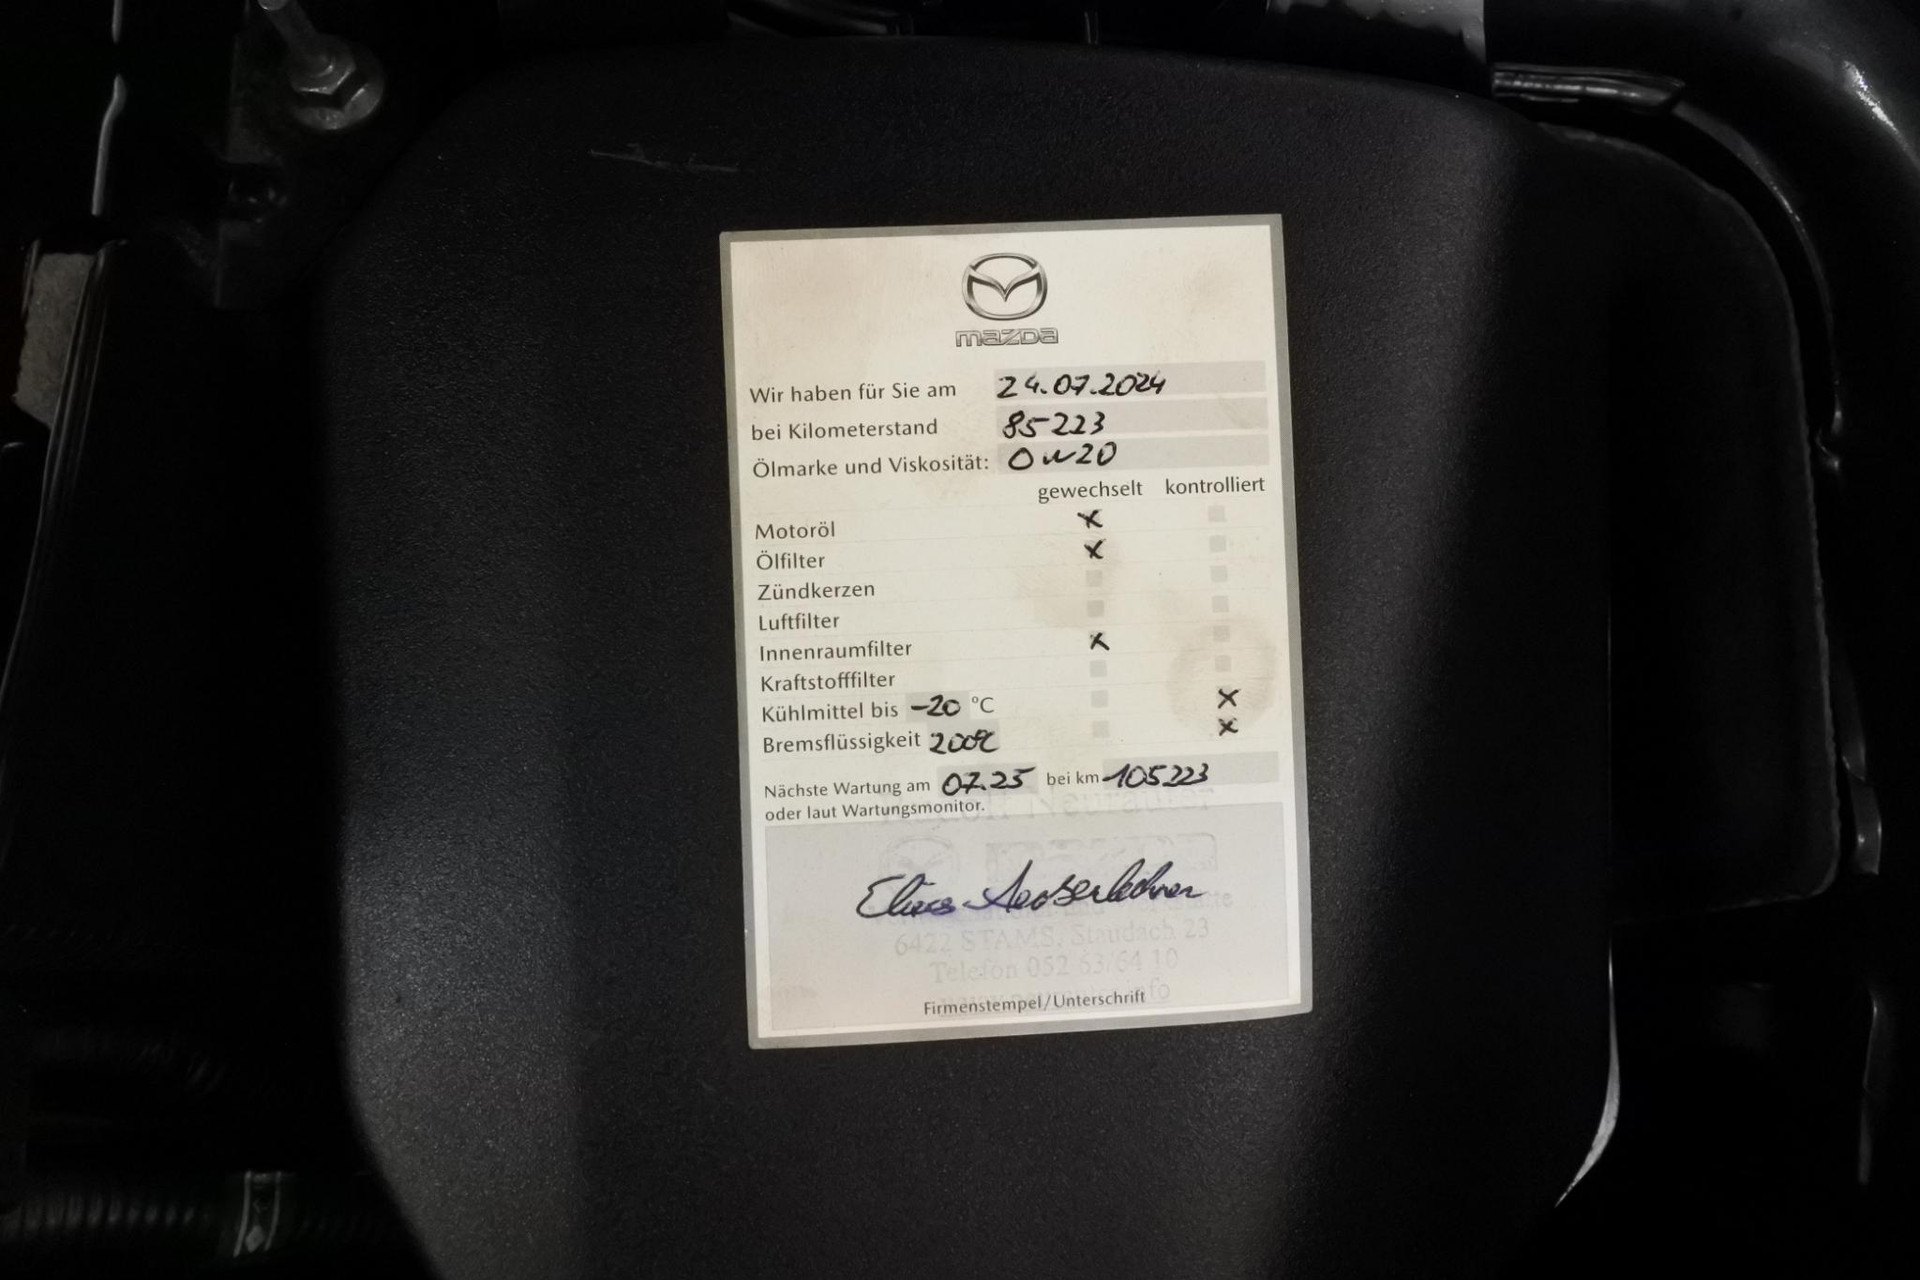 mazda
Wir haben für Sie am 24.07.2024
bei Kilometerstand 85223
Ölmarke und Viskosität: 0W20
gewechselt kontrolliert
Motoröl x
Ölfilter x
Zündkerzen
Luftfilter
Innenraumfilter x
Kraftstofffilter
Kühlmittel bis -20 °C x
Bremsflüssigkeit 200°C x
Nächste Wartung am 07.25 bei km 105223
oder laut Wartungsmonitor.
6422 STAMS, Staudach 23
Telefon 052 63/64 10
Firmenstempel/Unterschrift